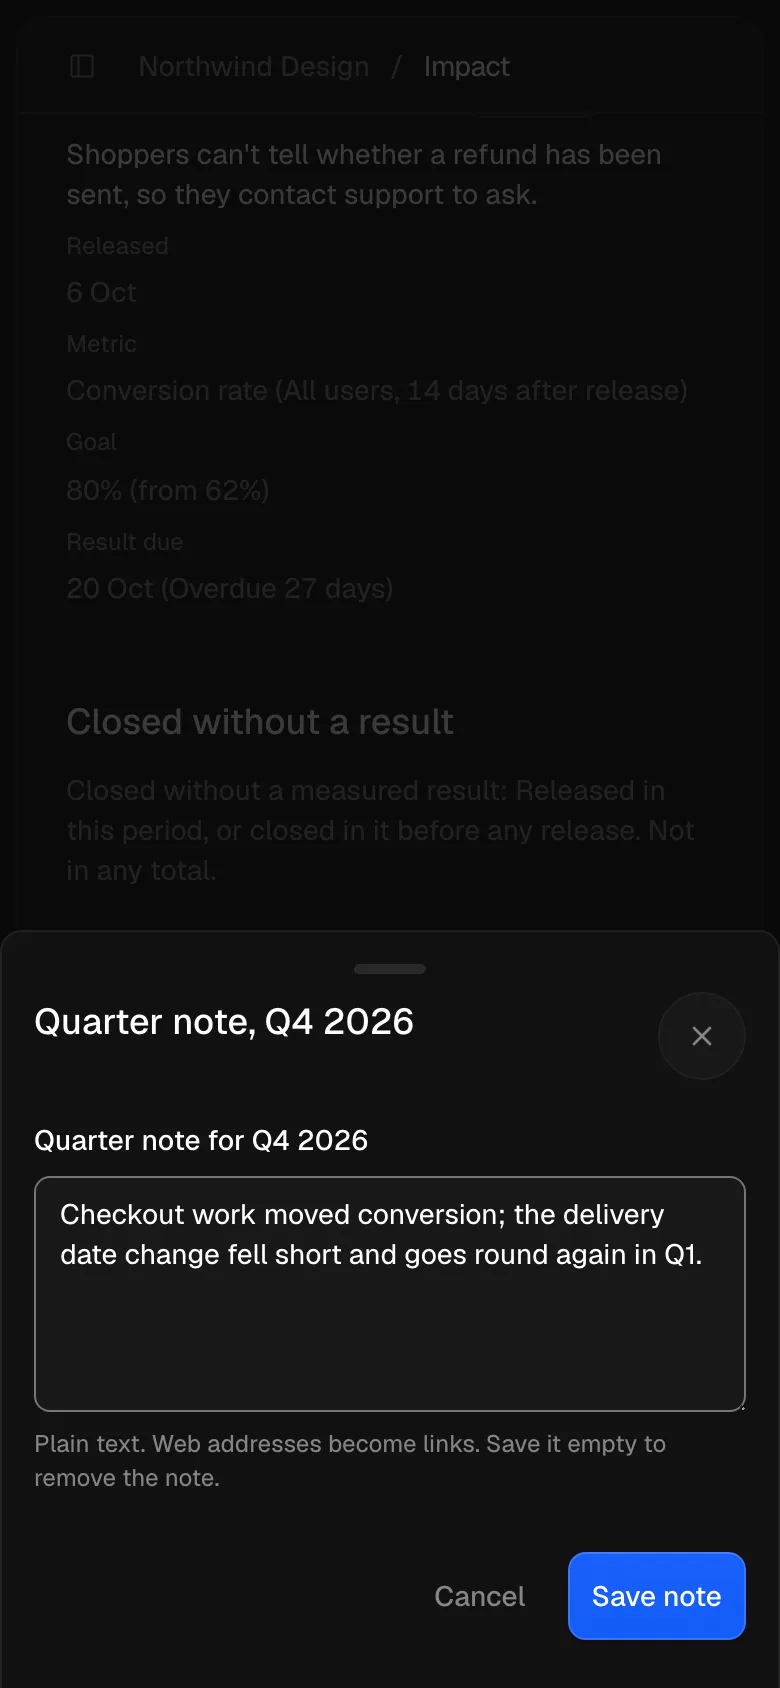 Northwind Design / Impact
Shoppers can't tell whether a refund has been
sent, so they contact support to ask.
Released
6 Oct
Metric
Conversion rate (All users, 14 days after release)
Goal
80% (from 62%)
Result due
20 Oct (Overdue 27 days)
Closed without a result
Closed without a measured result: Released in
this period, or closed in it before any release. Not
in any total.
Quarter note, Q4 2026
Quarter note for Q4 2026
Checkout work moved conversion; the delivery
date change fell short and goes round again in Q1.
Plain text. Web addresses become links. Save it empty to
remove the note.
Cancel
Save note